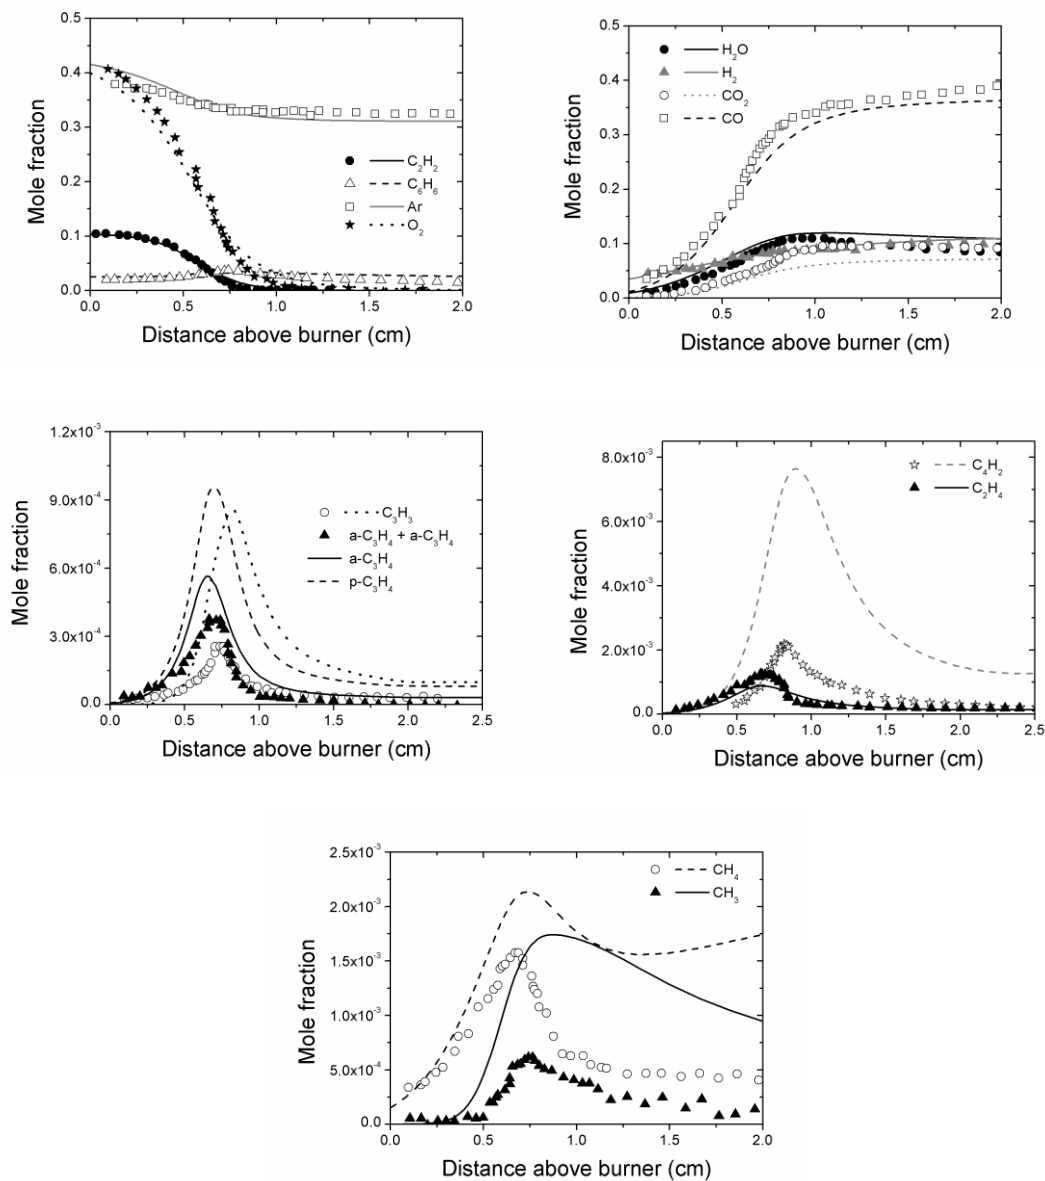 0.5
0.4
0.3
0.2
0.1
0.0
Mole fraction
C₂H₂
C₆H₆
Ar
O₂
0.0 0.5 1.0 1.5 2.0
Distance above burner (cm)
0.5
0.4
0.3
0.2
0.1
0.0
Mole fraction
H₂O
H₂
CO₂
CO
0.0 0.5 1.0 1.5 2.0
Distance above burner (cm)
1.2x10⁻³
9.0x10⁻⁴
6.0x10⁻⁴
3.0x10⁻⁴
0.0
Mole fraction
C₃H₃
a-C₃H₄ + a-C₃H₄
a-C₃H₄
p-C₃H₄
0.0 0.5 1.0 1.5 2.0 2.5
Distance above burner (cm)
8.0x10⁻³
6.0x10⁻³
4.0x10⁻³
2.0x10⁻³
0.0
Mole fraction
C₄H₂
C₂H₄
0.0 0.5 1.0 1.5 2.0 2.5
Distance above burner (cm)
2.5x10⁻³
2.0x10⁻³
1.5x10⁻³
1.0x10⁻³
5.0x10⁻⁴
0.0
Mole fraction
CH₄
CH₃
0.0 0.5 1.0 1.5 2.0
Distance above burner (cm)